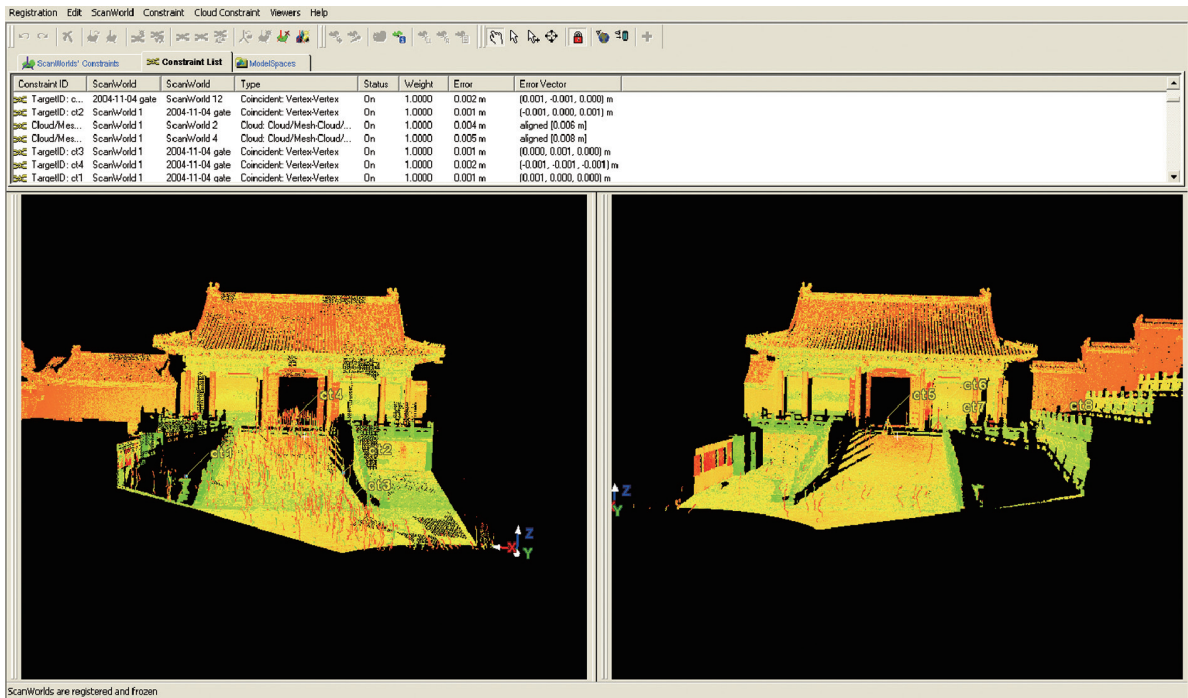 Registration Edit ScanWorld Constraint Cloud Constraint Viewers Help
ScanWorlds' Constraints Constraint List ModelSpaces
Constraint ID ScanWorld ScanWorld Type Status Weight Error Error Vector
TargetID: c... 2004-11-04 gate ScanWorld 12 Coincident: Vertex-Vertex On 1.0000 0.002 m (0.001, -0.001, 0.000) m
TargetID: ct2 ScanWorld 1 2004-11-04 gate Coincident: Vertex-Vertex On 1.0000 0.001 m (-0.001, 0.000, 0.001) m
Cloud/Mes... ScanWorld 1 ScanWorld 2 Cloud: Cloud/Mesh-Cloud/... On 1.0000 0.004 m aligned [0.006 m]
Cloud/Mes... ScanWorld 1 ScanWorld 4 Cloud: Cloud/Mesh-Cloud/... On 1.0000 0.005 m aligned [0.008 m]
TargetID: ct3 ScanWorld 1 2004-11-04 gate Coincident: Vertex-Vertex On 1.0000 0.001 m (0.000, 0.001, 0.000) m
TargetID: ct4 ScanWorld 1 2004-11-04 gate Coincident: Vertex-Vertex On 1.0000 0.002 m (-0.001, -0.001, -0.001) m
TargetID: ct1 ScanWorld 1 2004-11-04 gate Coincident: Vertex-Vertex On 1.0000 0.001 m (0.001, 0.000, 0.000) m
ct4
ct1
ct2
ct3
Z
X
Y
ct5
ct6
ct7
ct8
Z
Y
ScanWorlds are registered and frozen